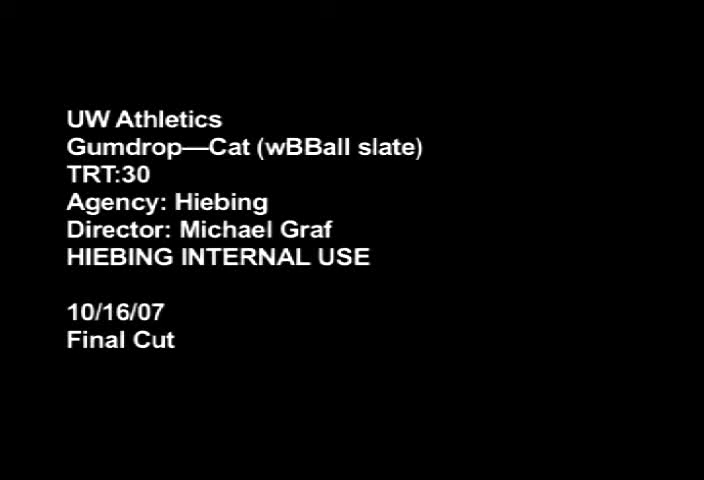 UW Athletics
Gumdrop—Cat (wBBall slate)
TRT:30
Agency: Hiebing
Director: Michael Graf
HIEBING INTERNAL USE
10/16/07
Final Cut